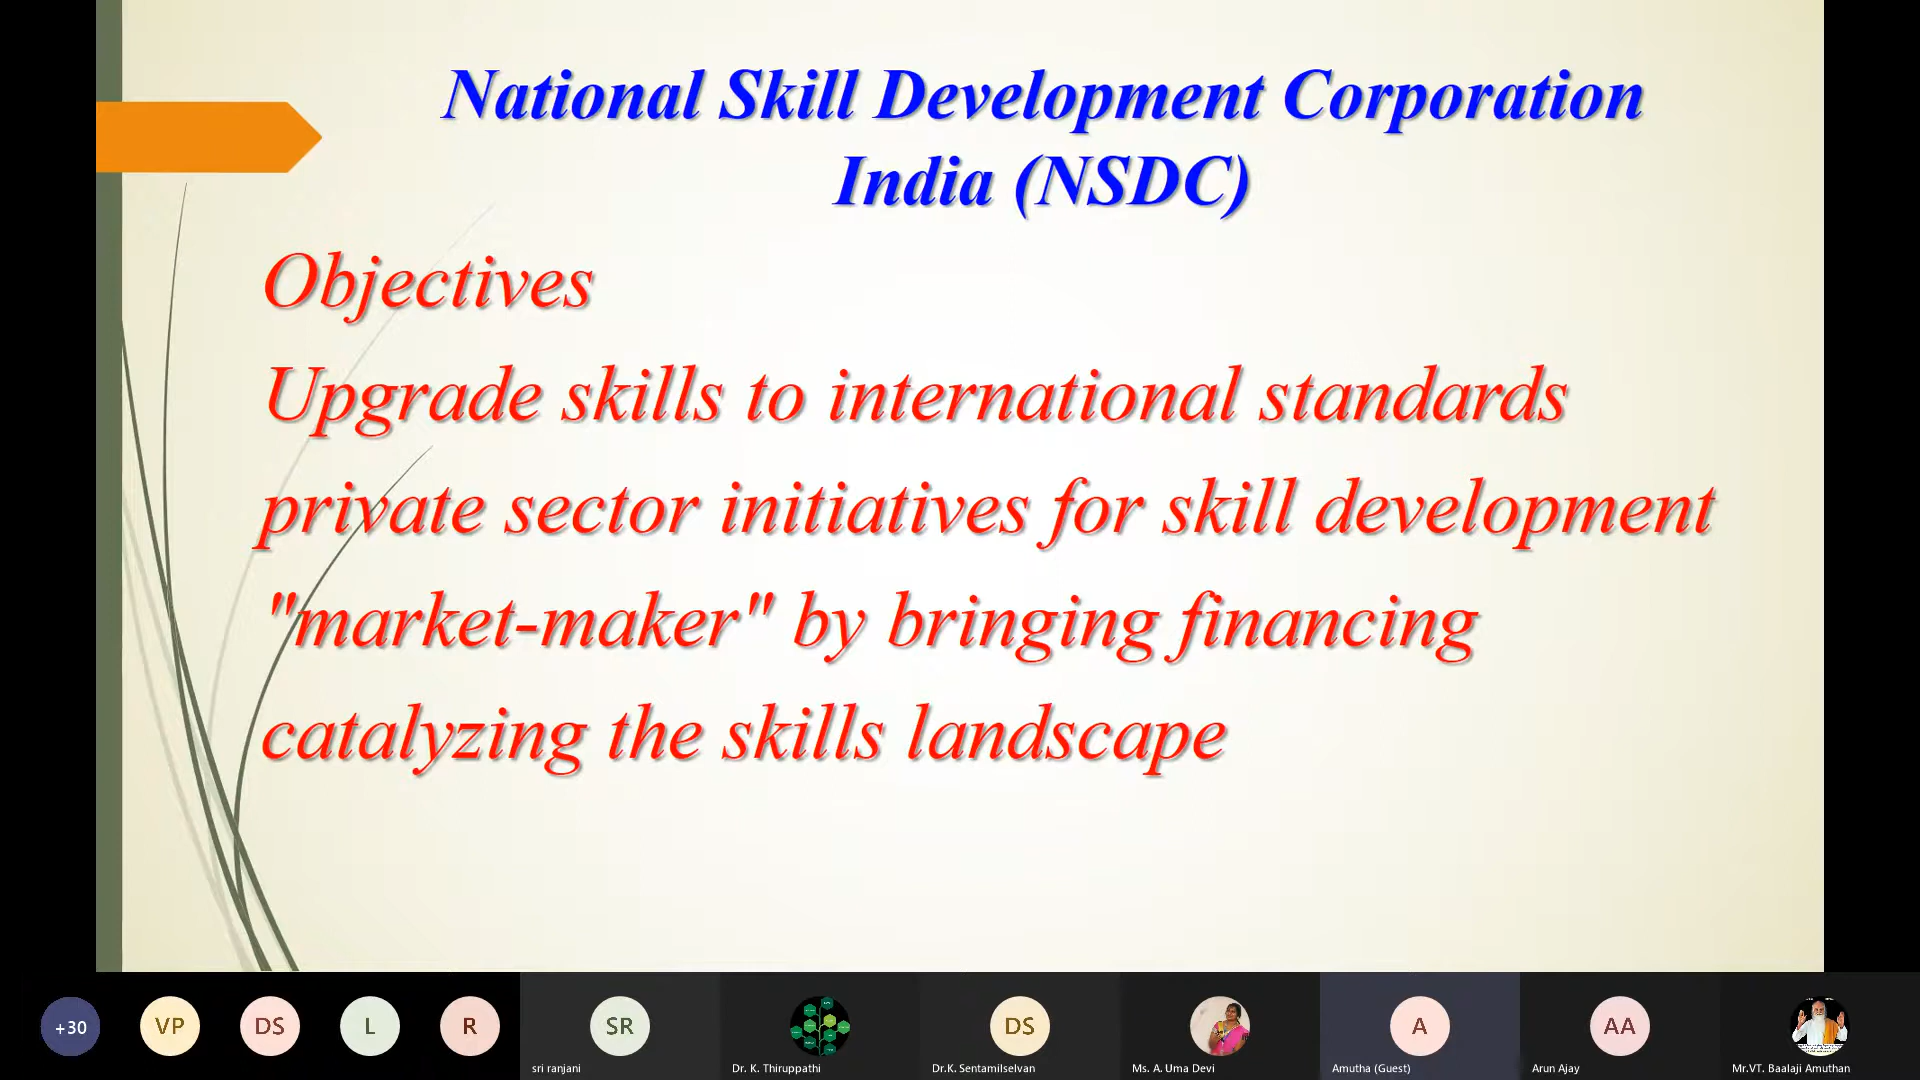 National Skill Development Corporation
India (NSDC)
Objectives
Upgrade skills to international standards
private sector initiatives for skill development
"market-maker" by bringing financing
catalyzing the skills landscape
+30
VP
DS
L
R
SR
DS
A
AA
sri ranjani
Dr. K. Thiruppathi
Dr.K. Sentamilselvan
Ms. A. Uma Devi
Amutha (Guest)
Arun Ajay
Mr.VT. Baalaji Amuthan